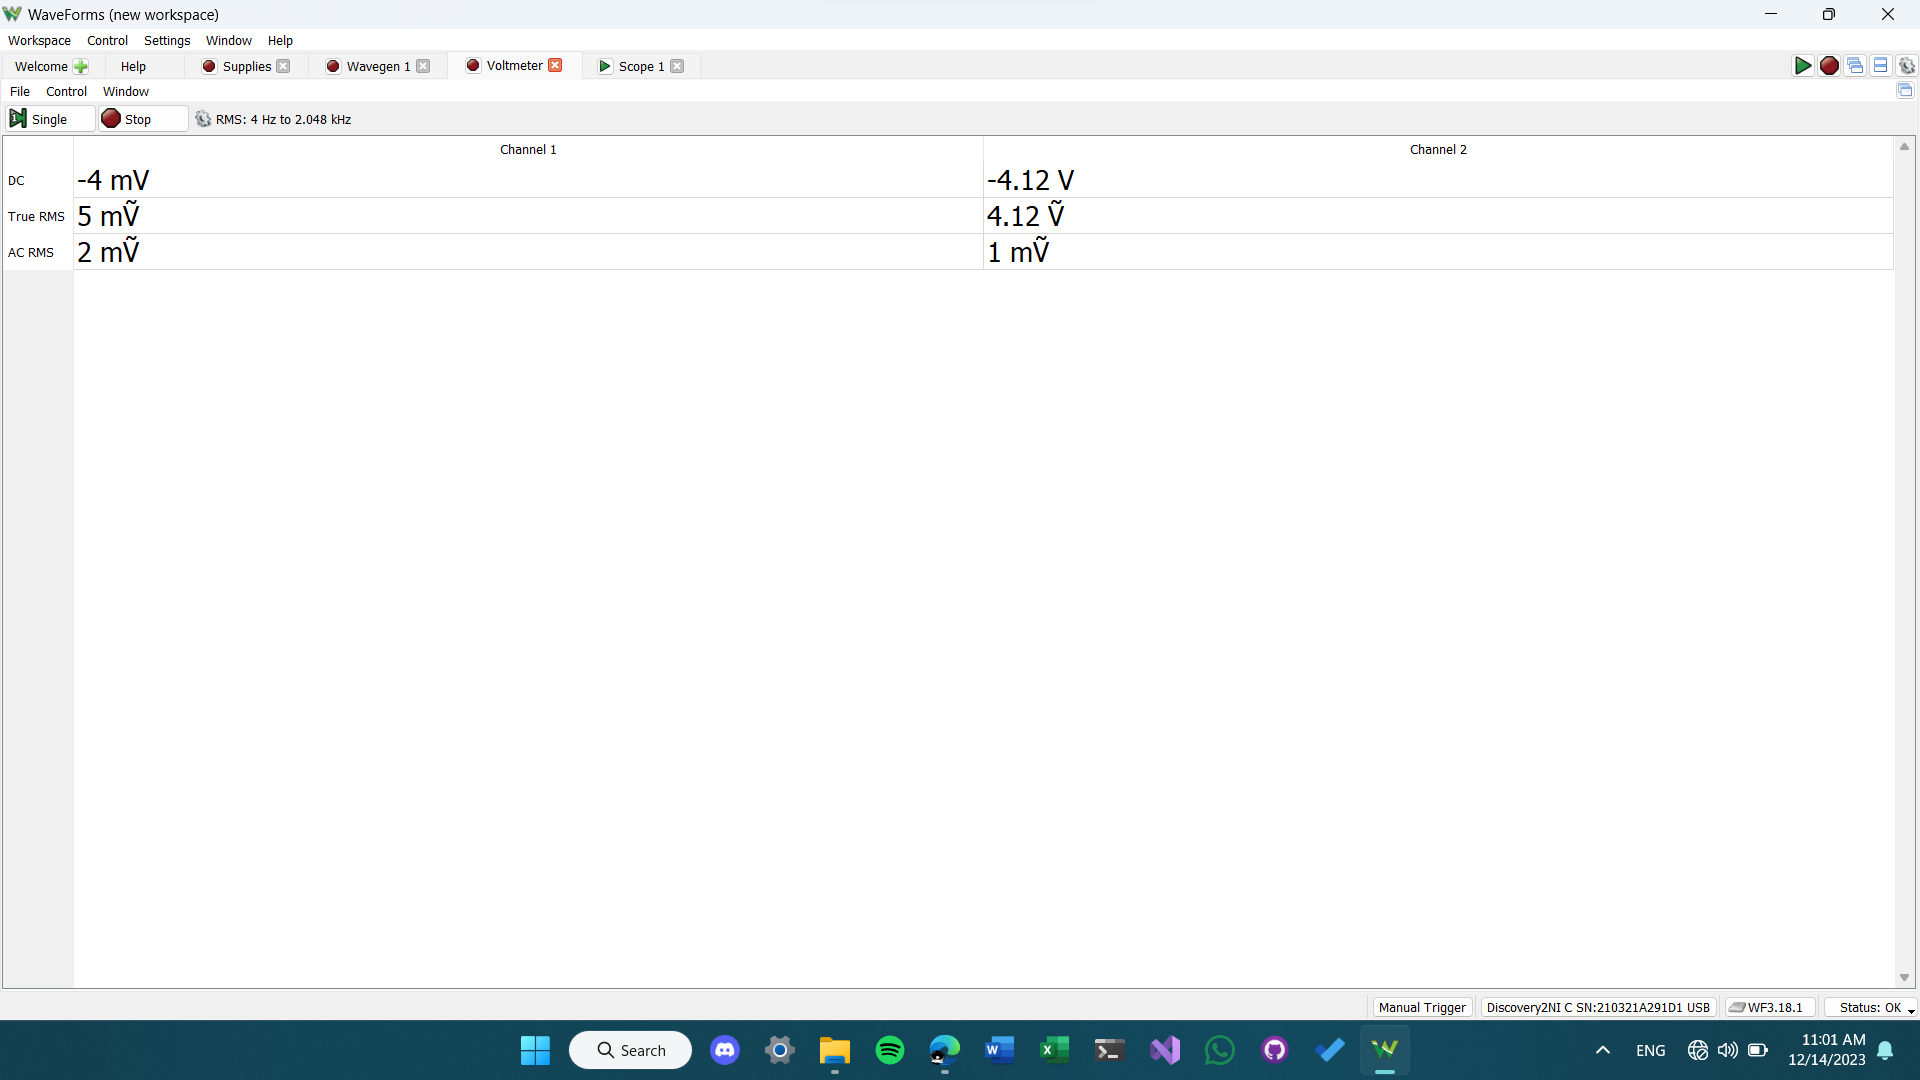 WaveForms (new workspace)
Workspace Control Settings Window Help
Welcome Help Supplies Wavegen 1 Voltmeter Scope 1
File Control Window
Single Stop RMS: 4 Hz to 2.048 kHz
Channel 1 Channel 2
DC -4 mV -4.12 V
True RMS 5 mṼ 4.12 Ṽ
AC RMS 2 mṼ 1 mṼ
Manual Trigger Discovery2NI C SN:210321A291D1 USB WF3.18.1 Status: OK
Search ENG 11:01 AM
12/14/2023